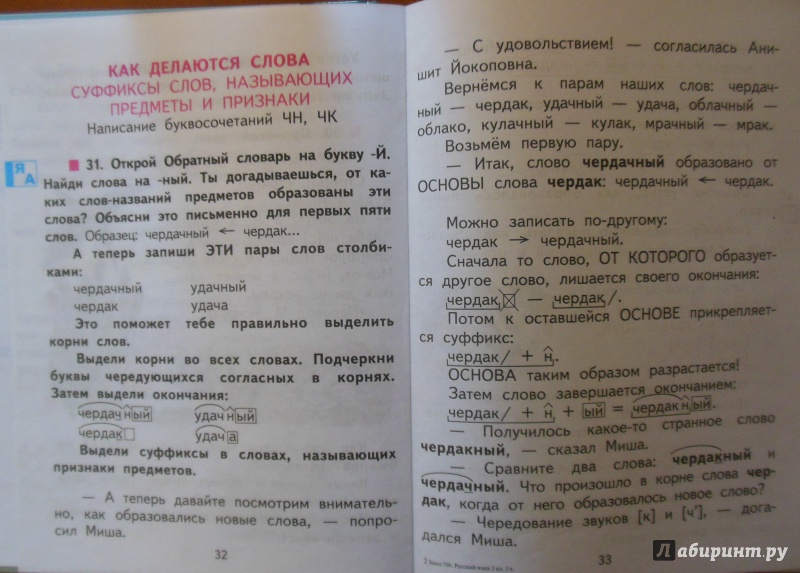 КАК ДЕЛАЮТСЯ СЛОВА
СУФФИКСЫ СЛОВ, НАЗЫВАЮЩИХ
ПРЕДМЕТЫ И ПРИЗНАКИ
Написание буквосочетаний ЧН, ЧК
Я
А
31. Открой Обратный словарь на букву -Й.
Найди слова на -ный. Ты догадываешься, от ка-
ких слов-названий предметов образованы эти
слова? Объясни это письменно для первых пяти
слов. Образец: чердачный ← чердак...
А теперь запиши ЭТИ пары слов столби-
ками:
чердачный удачный
чердак удача
Это поможет тебе правильно выделить
корни слов.
Выдели корни во всех словах. Подчеркни
буквы чередующихся согласных в корнях.
Затем выдели окончания:
чердачный удачный
чердак удача
Выдели суффиксы в словах, называющих
признаки предметов.
— А теперь давайте посмотрим вниматель-
но, как образовались новые слова, — попро-
сил Миша.
32
— С удовольствием! — согласилась Ани-
шит Йокоповна.
Вернёмся к парам наших слов: чердач-
ный — чердак, удачный — удача, облачный —
облако, кулачный — кулак, мрачный — мрак.
Возьмём первую пару.
— Итак, слово чердачный образовано от
ОСНОВЫ слова чердак: чердачный ← чердак.
Можно записать по-другому:
чердак → чердачный.
Сначала то слово, ОТ КОТОРОГО образует-
ся другое слово, лишается своего окончания:
чердак — чердак/.
Потом к оставшейся ОСНОВЕ прикрепляет-
ся суффикс:
чердак/ + н.
ОСНОВА таким образом разрастается!
Затем слово завершается окончанием:
чердак/ + н + ый = чердакный.
— Получилось какое-то странное слово
чердакный, — сказал Миша.
— Сравните два слова: чердакный и
чердачный. Что произошло в корне слова чер-
дак, когда от него образовалось новое слово?
— Чередование звуков [к] и [ч'], — дога-
дался Миша.
33
Русский язык
Лабиринт.ру